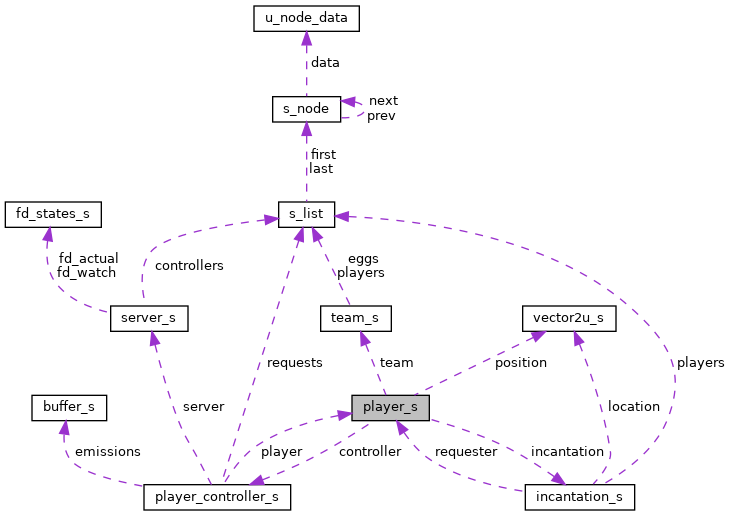 u_node_data
data
s_node
next
prev
first
last
fd_states_s
s_list
fd_actual
fd_watch
controllers
eggs
players
server_s
team_s
vector2u_s
requests
team
position
players
buffer_s
server
player_s
location
emissions
player
controller
requester
incantation
player_controller_s
incantation_s